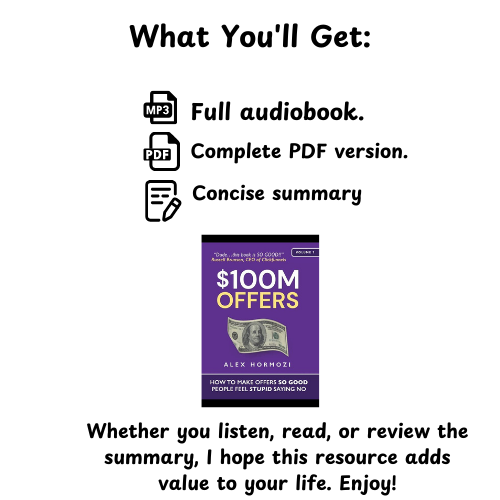 What You'll Get:
MP3
Full audiobook.
PDF
Complete PDF version.
Concise summary
"Dude...this book is SO GOOD!!"
Russell Brunson, CEO of Clickfunnels
VOLUME 1
$100M
OFFERS
ALEX HORMOZI
HOW TO MAKE OFFERS SO GOOD
PEOPLE FEEL STUPID SAYING NO
Whether you listen, read, or review the
summary, I hope this resource adds
value to your life. Enjoy!